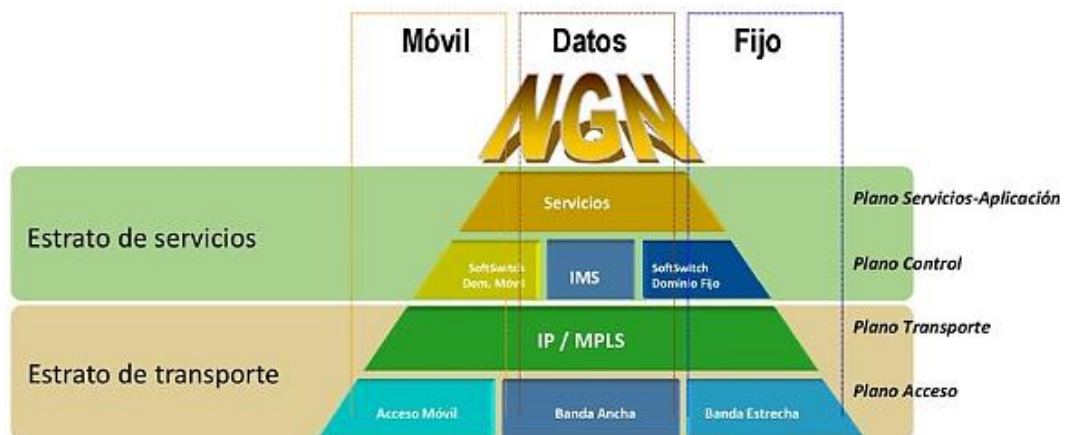 Móvil Datos Fijo
NGN
Servicios
Plano Servicios-Aplicación
Estrato de servicios
SoftSwitch
Dom. Móvil
IMS
SoftSwitch
Dominio Fijo
Plano Control
IP / MPLS
Plano Transporte
Estrato de transporte
Acceso Móvil
Banda Ancha
Banda Estrecha
Plano Acceso